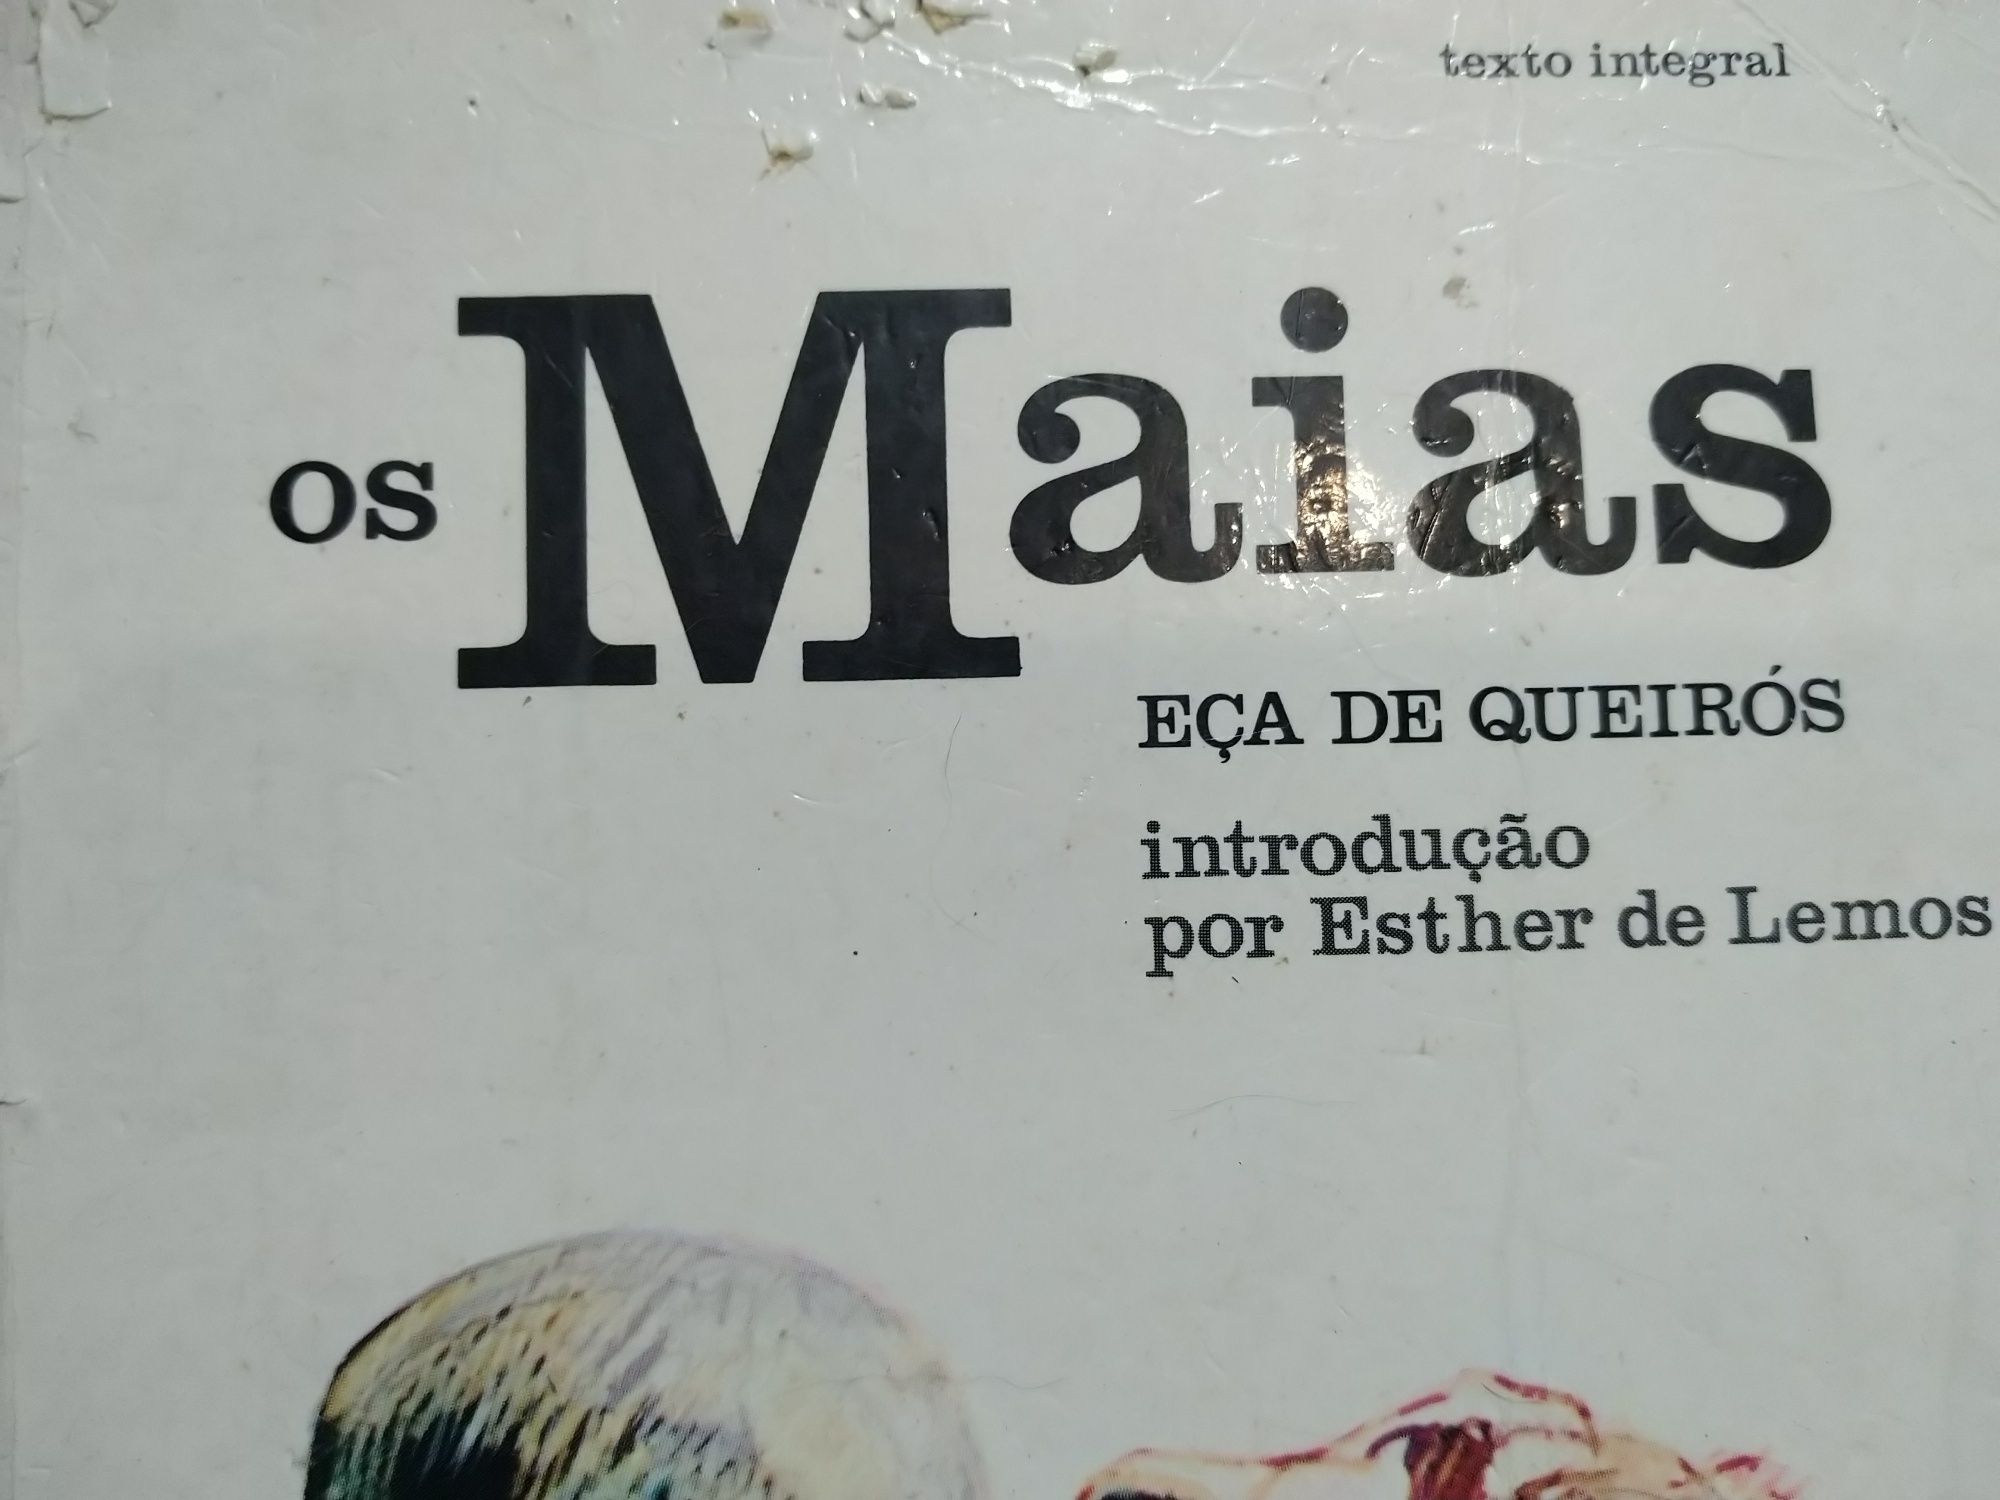 texto integral
os Maias
EÇA DE QUEIRÓS
introdução
por Esther de Lemos